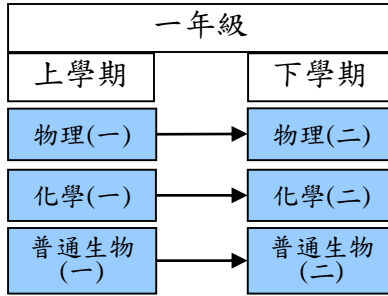 一年級
上學期
下學期
物理(一)
物理(二)
化學(一)
化學(二)
普通生物
(一)
普通生物
(二)